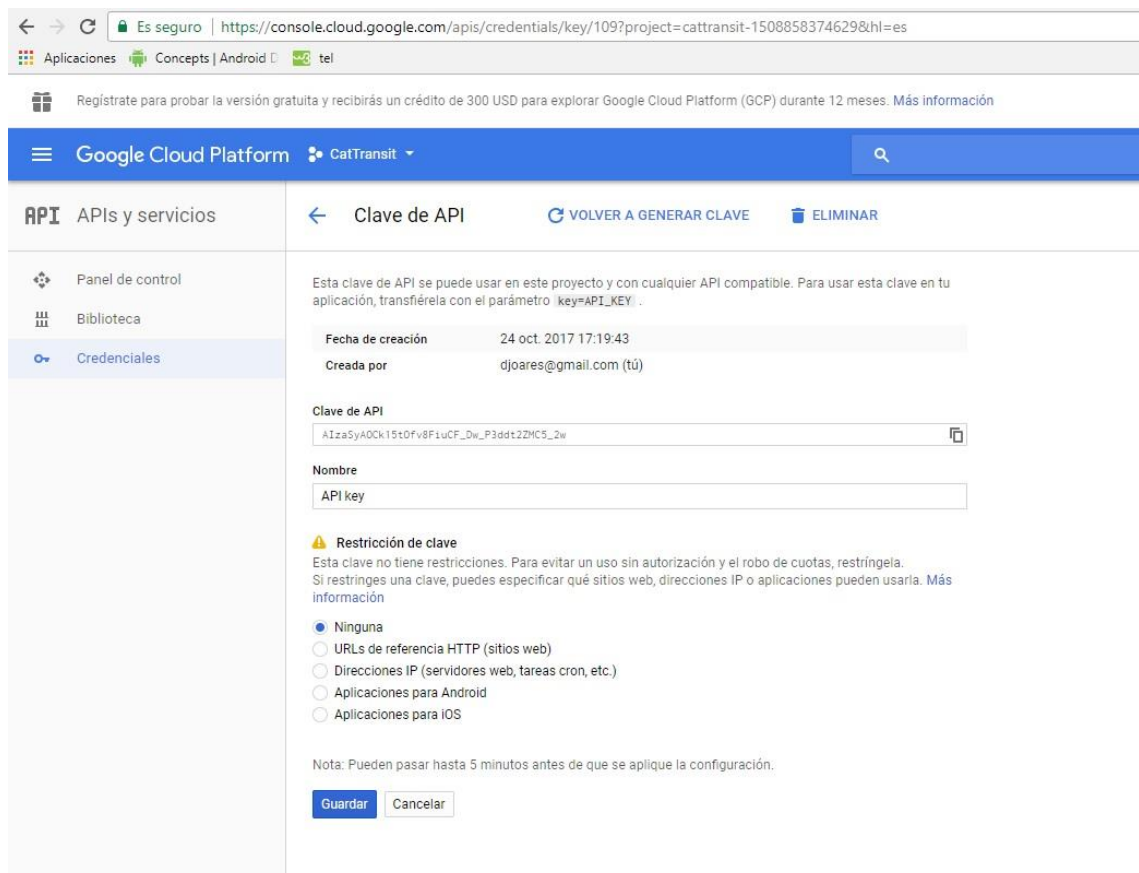 Es seguro | https://console.cloud.google.com/apis/credentials/key/109?project=cattransit-1508858374629&hl=es
Aplicaciones Concepts | Android D tel
Regístrate para probar la versión gratuita y recibirás un crédito de 300 USD para explorar Google Cloud Platform (GCP) durante 12 meses. Más información
Google Cloud Platform CatTransit
API APIs y servicios
Clave de API VOLVER A GENERAR CLAVE ELIMINAR
Panel de control
Biblioteca
Credenciales
Esta clave de API se puede usar en este proyecto y con cualquier API compatible. Para usar esta clave en tu
aplicación, transfiérela con el parámetro key=API_KEY .
Fecha de creación 24 oct. 2017 17:19:43
Creada por djoares@gmail.com (tú)
Clave de API
AIzaSyAOCk15tOfv8FiuCF_Dw_P3ddt2ZMC5_2w
Nombre
API key
Restricción de clave
Esta clave no tiene restricciones. Para evitar un uso sin autorización y el robo de cuotas, restríngela.
Si restringes una clave, puedes especificar qué sitios web, direcciones IP o aplicaciones pueden usarla. Más
información
Ninguna
URLs de referencia HTTP (sitios web)
Direcciones IP (servidores web, tareas cron, etc.)
Aplicaciones para Android
Aplicaciones para iOS
Nota: Pueden pasar hasta 5 minutos antes de que se aplique la configuración.
Guardar Cancelar